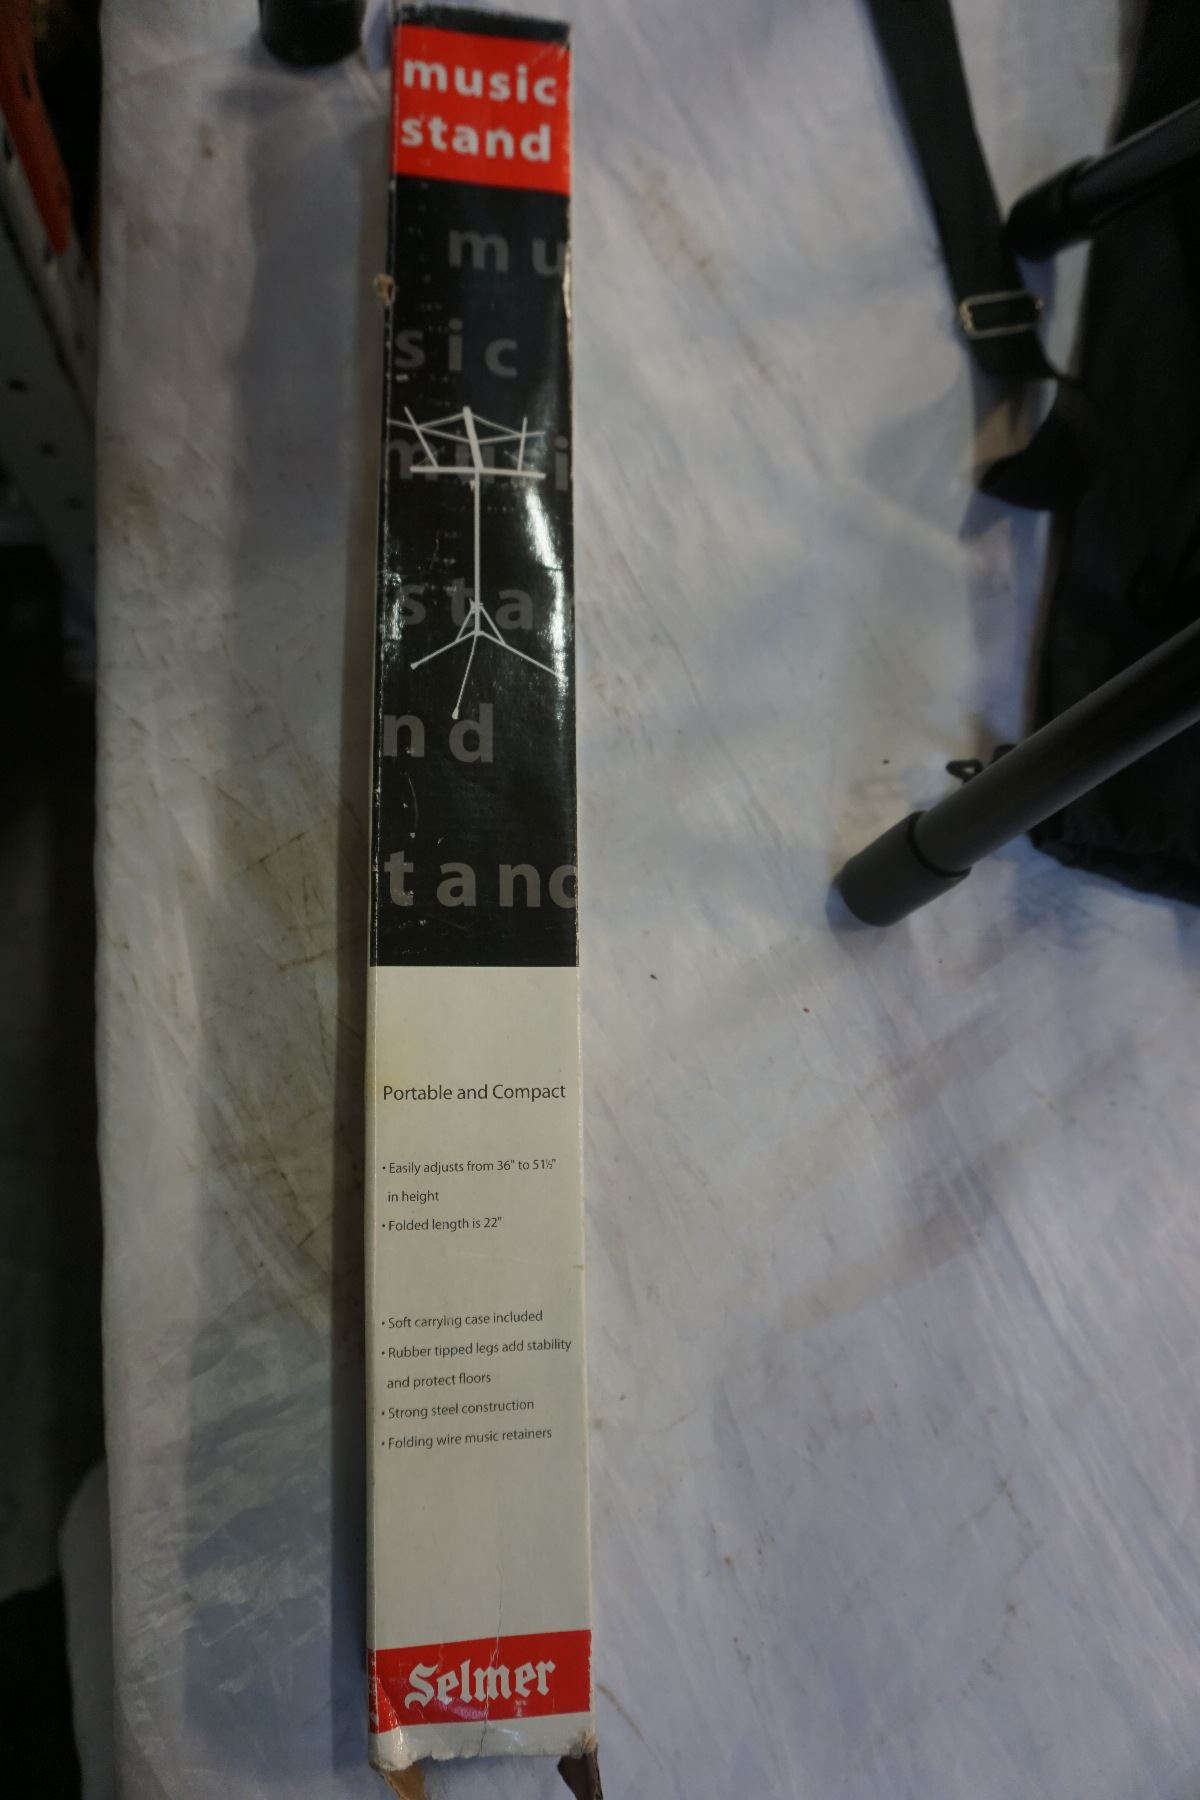 music
stand
mu
sic
musi
sta
nd
tand
Portable and Compact
• Easily adjusts from 36" to 51½"
in height
• Folded length is 22"
• Soft carrying case included
• Rubber tipped legs add stability
and protect floors
• Strong steel construction
• Folding wire music retainers
Selmer